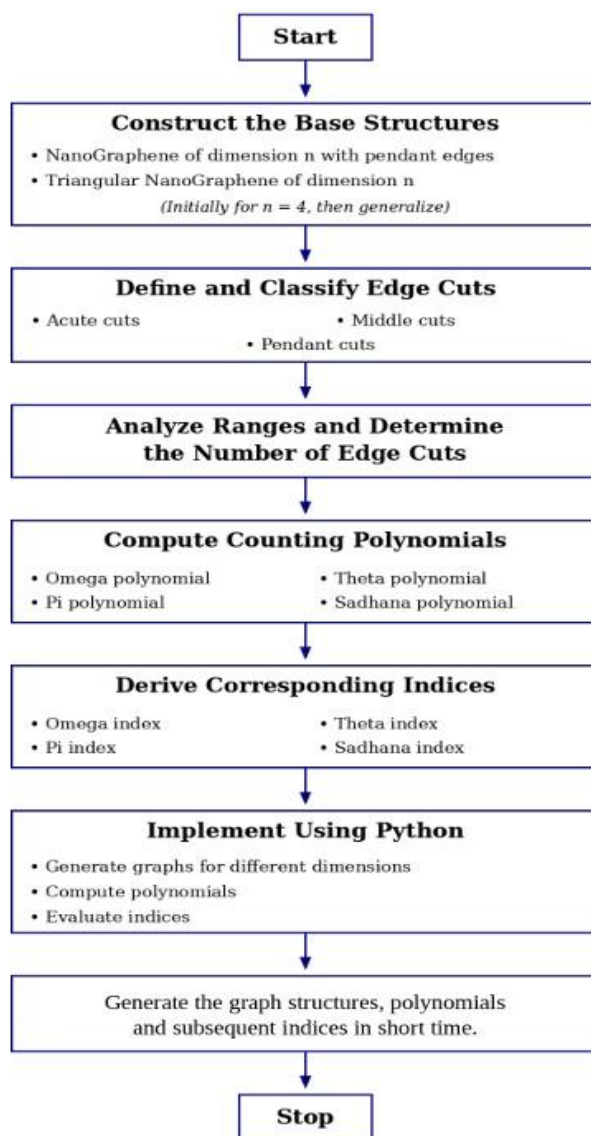 Start
Construct the Base Structures
• NanoGraphene of dimension n with pendant edges
• Triangular NanoGraphene of dimension n
(Initially for n = 4, then generalize)
Define and Classify Edge Cuts
• Acute cuts
• Middle cuts
• Pendant cuts
Analyze Ranges and Determine
the Number of Edge Cuts
Compute Counting Polynomials
• Omega polynomial
• Theta polynomial
• Pi polynomial
• Sadhana polynomial
Derive Corresponding Indices
• Omega index
• Theta index
• Pi index
• Sadhana index
Implement Using Python
• Generate graphs for different dimensions
• Compute polynomials
• Evaluate indices
Generate the graph structures, polynomials
and subsequent indices in short time.
Stop